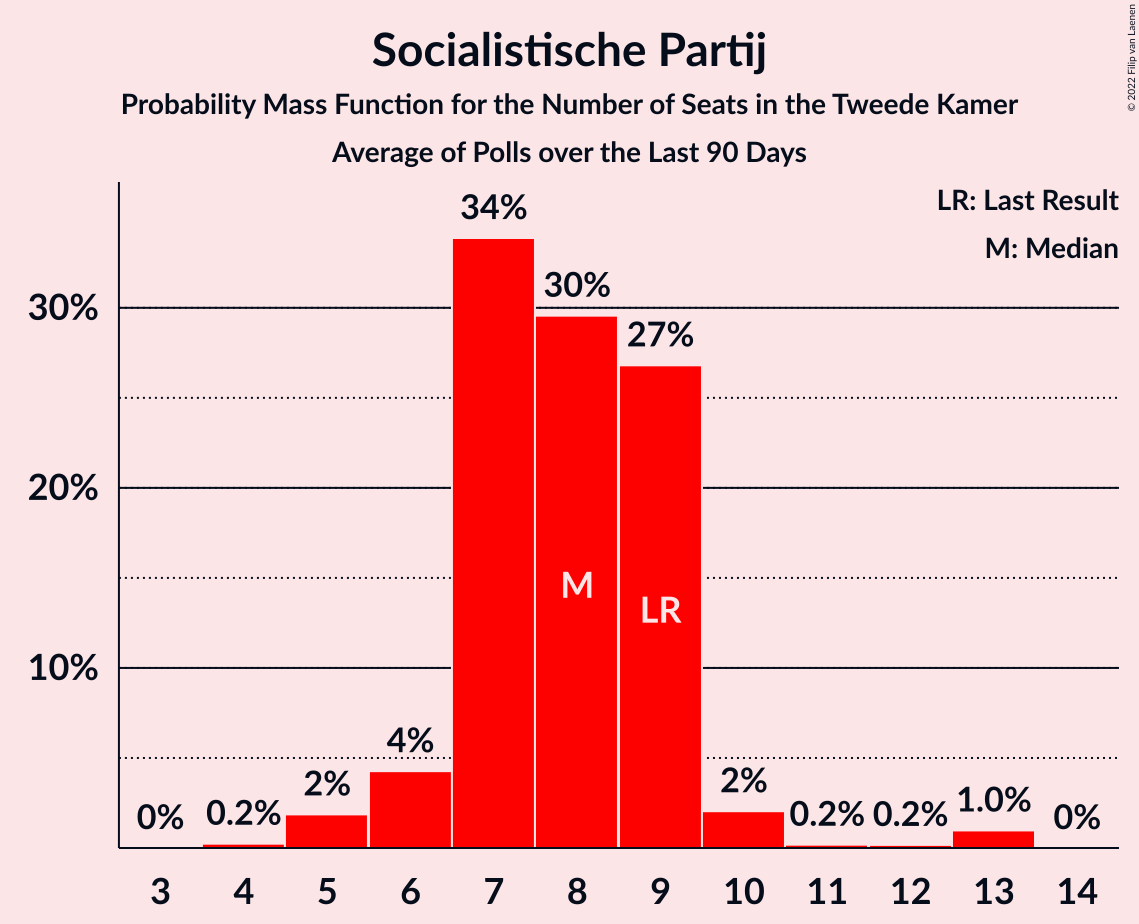 Socialistische Partij
Probability Mass Function for the Number of Seats in the Tweede Kamer
Average of Polls over the Last 90 Days
© 2022 Filip van Laenen
LR: Last Result
M: Median
34%
30%
27%
30%
20%
10%
M
LR
0%
0.2%
2%
4%
2%
0.2%
0.2%
1.0%
0%
3 4 5 6 7 8 9 10 11 12 13 14